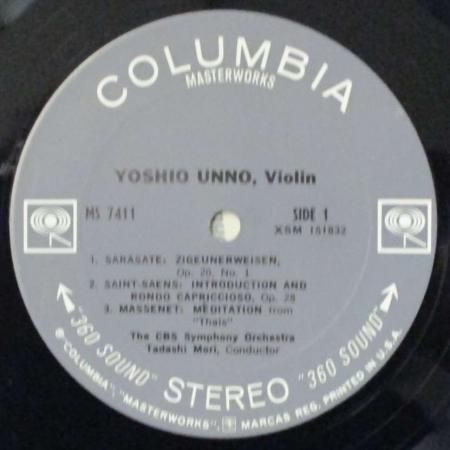 COLUMBIA
MASTERWORKS
YOSHIO UNNO, Violin
MS 7411
SIDE 1
XSM 151832
1. SARASATE: ZIGEUNERWEISEN,
Op. 20, No. 1
2. SAINT-SAENS: INTRODUCTION AND
RONDO CAPRICCIOSO, Op. 28
3. MASSENET: MEDITATION from
"Thais"
The CBS Symphony Orchestra
Tadashi Mori, Conductor
"360 SOUND" STEREO "360 SOUND"
® "COLUMBIA", "MASTERWORKS", MARCAS REG. PRINTED IN U.S.A.